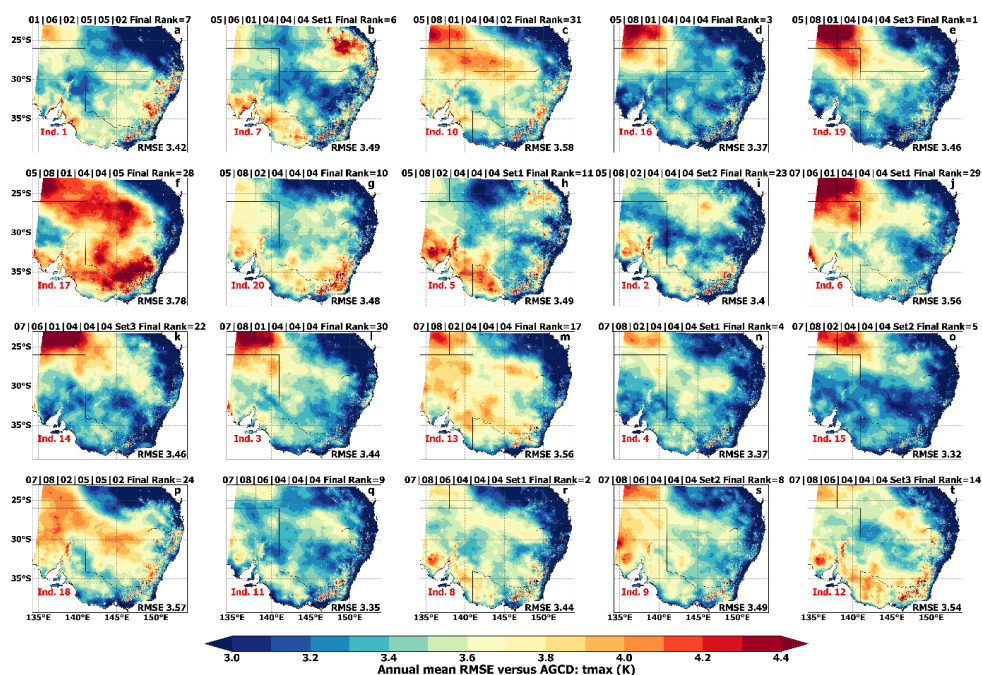 01 | 06 | 02 | 05 | 05 | 02 Final Rank=7
a
25°S
30°S
35°S
Ind. 1
RMSE 3.42
05 | 06 | 01 | 04 | 04 | 04 Set1 Final Rank=6
b
Ind. 7
RMSE 3.49
05 | 08 | 01 | 04 | 04 | 02 Final Rank=31
c
Ind. 10
RMSE 3.58
05 | 08 | 01 | 04 | 04 | 04 Final Rank=3
d
Ind. 16
RMSE 3.37
05 | 08 | 01 | 04 | 04 | 04 Set3 Final Rank=1
e
Ind. 19
RMSE 3.46
05 | 08 | 01 | 04 | 04 | 05 Final Rank=28
f
25°S
30°S
35°S
Ind. 17
RMSE 3.78
05 | 08 | 02 | 04 | 04 | 04 Final Rank=10
g
Ind. 20
RMSE 3.48
05 | 08 | 02 | 04 | 04 | 04 Set1 Final Rank=11
h
Ind. 5
RMSE 3.49
05 | 08 | 02 | 04 | 04 | 04 Set2 Final Rank=23
i
Ind. 2
RMSE 3.4
07 | 06 | 01 | 04 | 04 | 04 Set1 Final Rank=29
j
Ind. 6
RMSE 3.56
07 | 06 | 01 | 04 | 04 | 04 Set3 Final Rank=22
k
25°S
30°S
35°S
Ind. 14
RMSE 3.46
07 | 08 | 01 | 04 | 04 | 04 Final Rank=30
l
Ind. 3
RMSE 3.44
07 | 08 | 02 | 04 | 04 | 04 Final Rank=17
m
Ind. 13
RMSE 3.56
07 | 08 | 02 | 04 | 04 | 04 Set1 Final Rank=4
n
Ind. 4
RMSE 3.37
07 | 08 | 02 | 04 | 04 | 04 Set2 Final Rank=5
o
Ind. 15
RMSE 3.32
07 | 08 | 02 | 05 | 05 | 02 Final Rank=24
p
25°S
30°S
35°S
Ind. 18
RMSE 3.57
135°E 140°E 145°E 150°E
07 | 08 | 06 | 04 | 04 | 04 Final Rank=9
q
Ind. 11
RMSE 3.35
135°E 140°E 145°E 150°E
07 | 08 | 06 | 04 | 04 | 04 Set1 Final Rank=2
r
Ind. 8
RMSE 3.44
135°E 140°E 145°E 150°E
07 | 08 | 06 | 04 | 04 | 04 Set2 Final Rank=8
s
Ind. 9
RMSE 3.49
135°E 140°E 145°E 150°E
07 | 08 | 06 | 04 | 04 | 04 Set3 Final Rank=14
t
Ind. 12
RMSE 3.54
135°E 140°E 145°E 150°E
3.0 3.2 3.4 3.6 3.8 4.0 4.2 4.4
Annual mean RMSE versus AGCD: tmax (K)